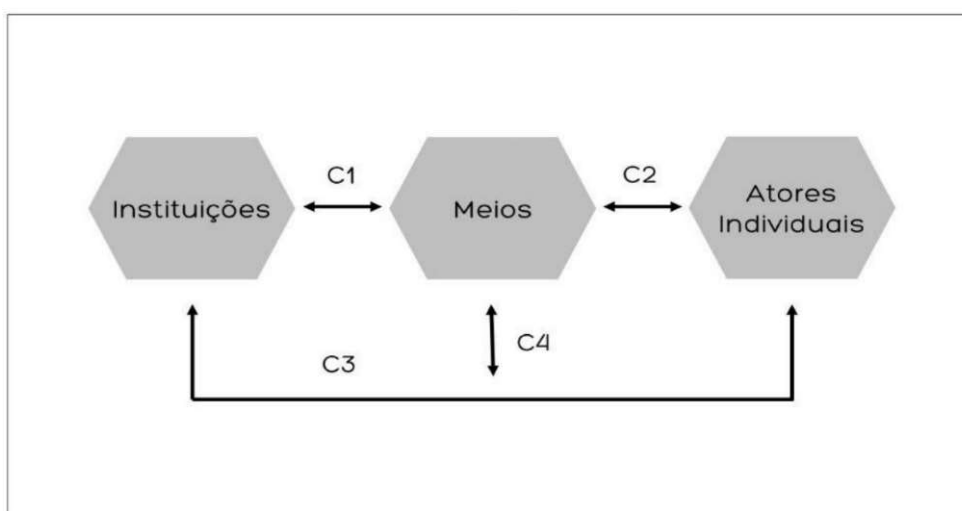 C1
C2
Instituições
Meios
Atores
Individuais
C3
C4